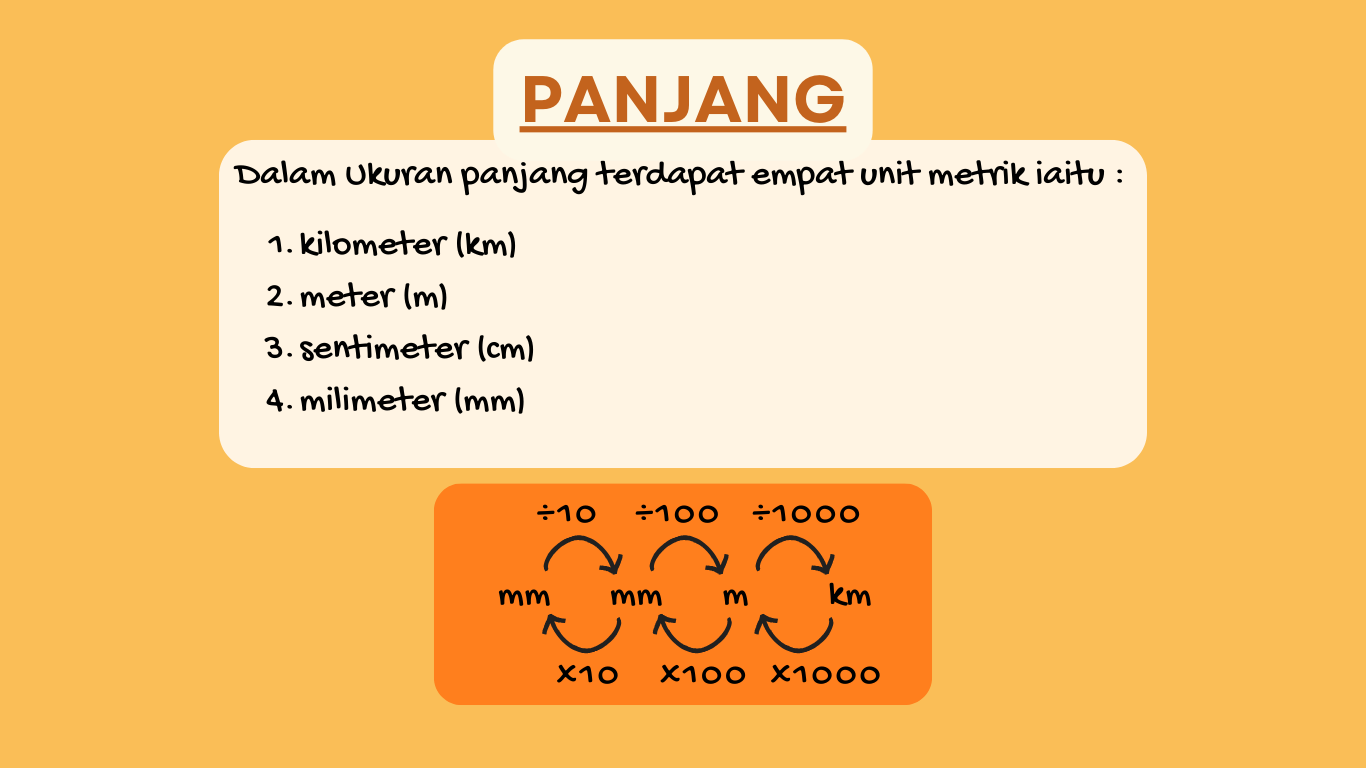 PANJANG
Dalam Ukuran panjang terdapat empat unit metrik iaitu :
1. kilometer (km)
2. meter (m)
3. sentimeter (cm)
4. milimeter (mm)
÷10 ÷100 ÷1000
mm mm m km
x10 x100 x1000